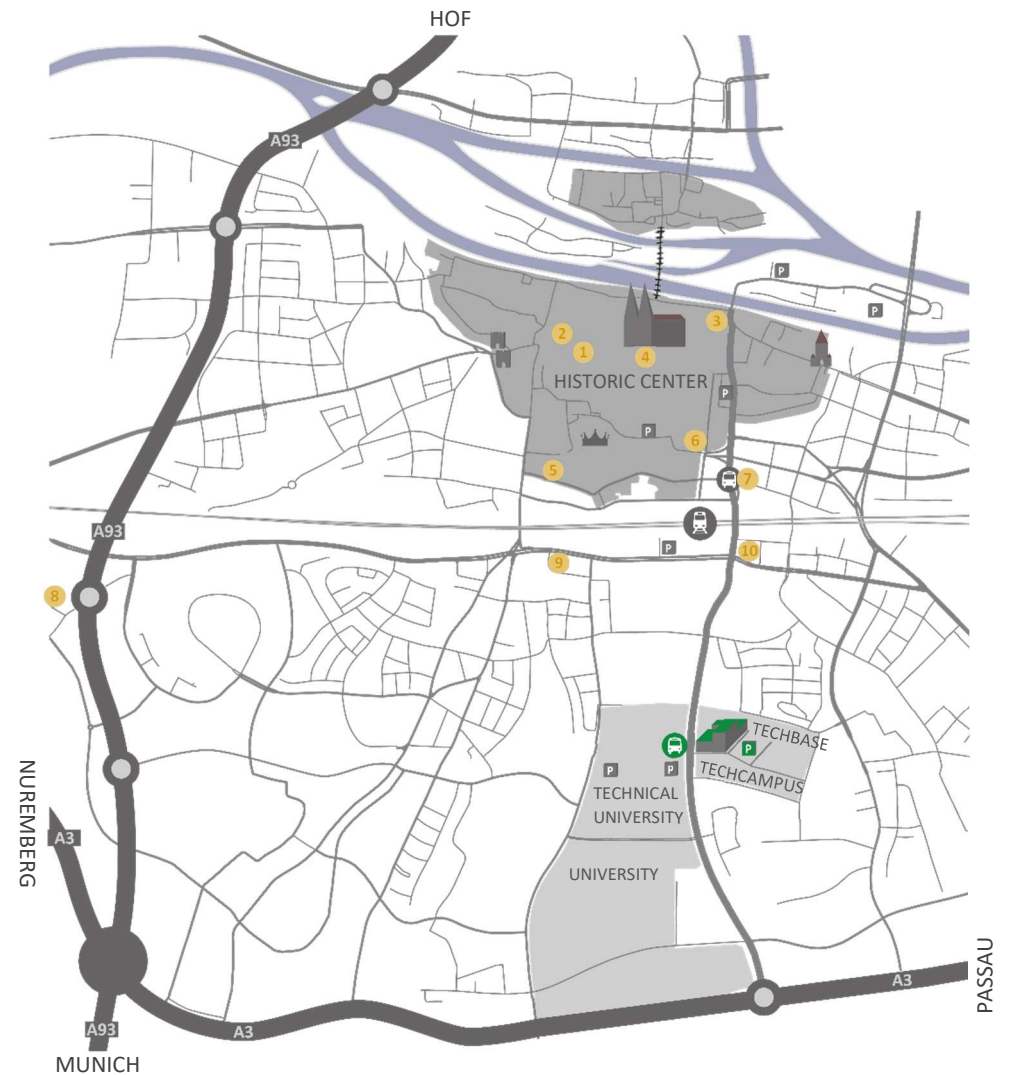 HOF
A93
P
P
3
2
1
4
HISTORIC CENTER
P
P
6
5
7
A93
P
10
9
8
TECHBASE
P
P
P
TECHCAMPUS
TECHNICAL
UNIVERSITY
NUREMBERG
A3
UNIVERSITY
PASSAU
A3
A93
A3
MUNICH